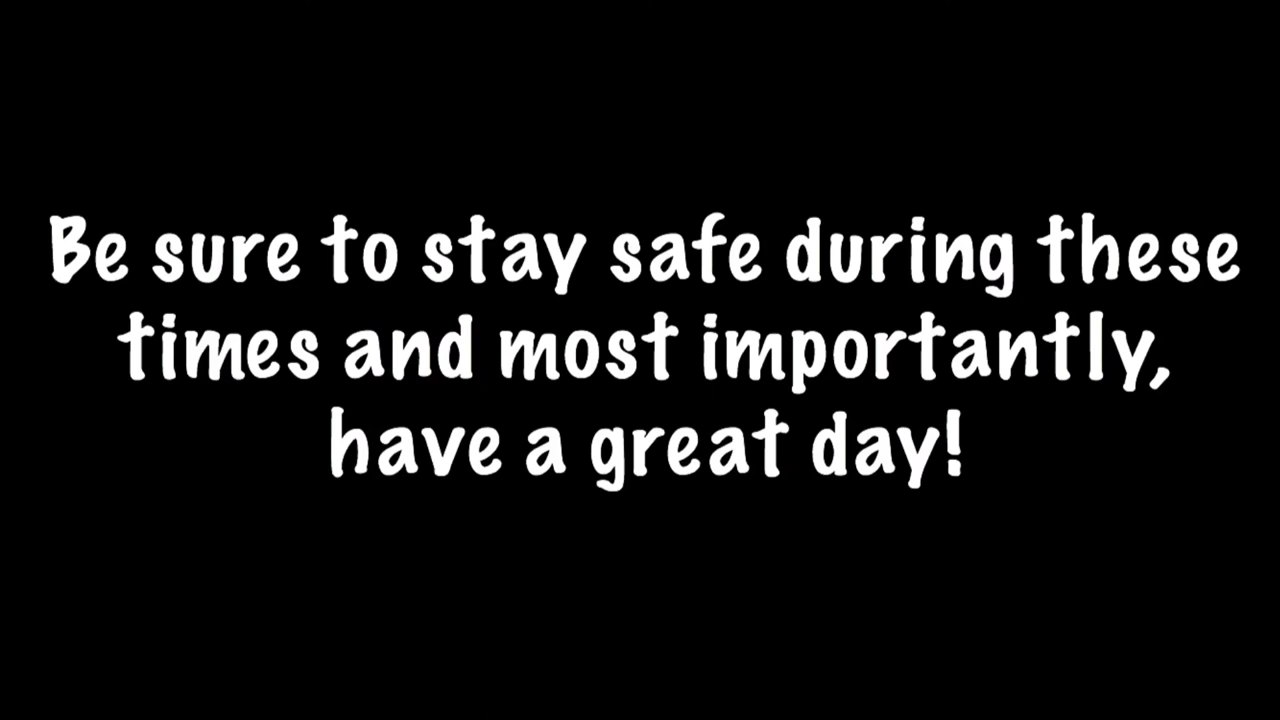 Be sure to stay safe during these
times and most importantly,
have a great day!